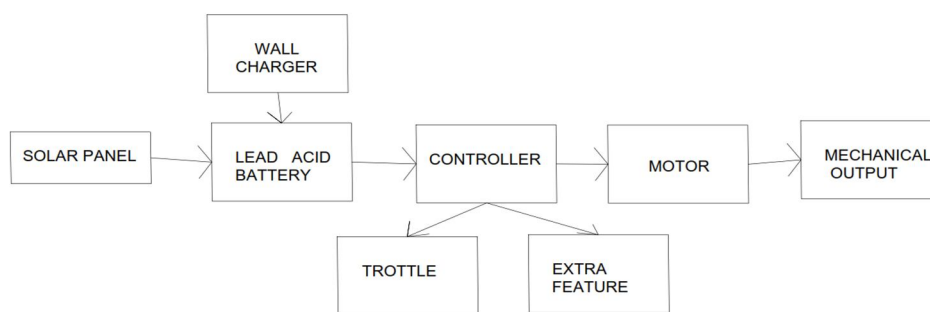 WALL
CHARGER
SOLAR PANEL
LEAD ACID
BATTERY
CONTROLLER
MOTOR
MECHANICAL
OUTPUT
TROTTLE
EXTRA
FEATURE